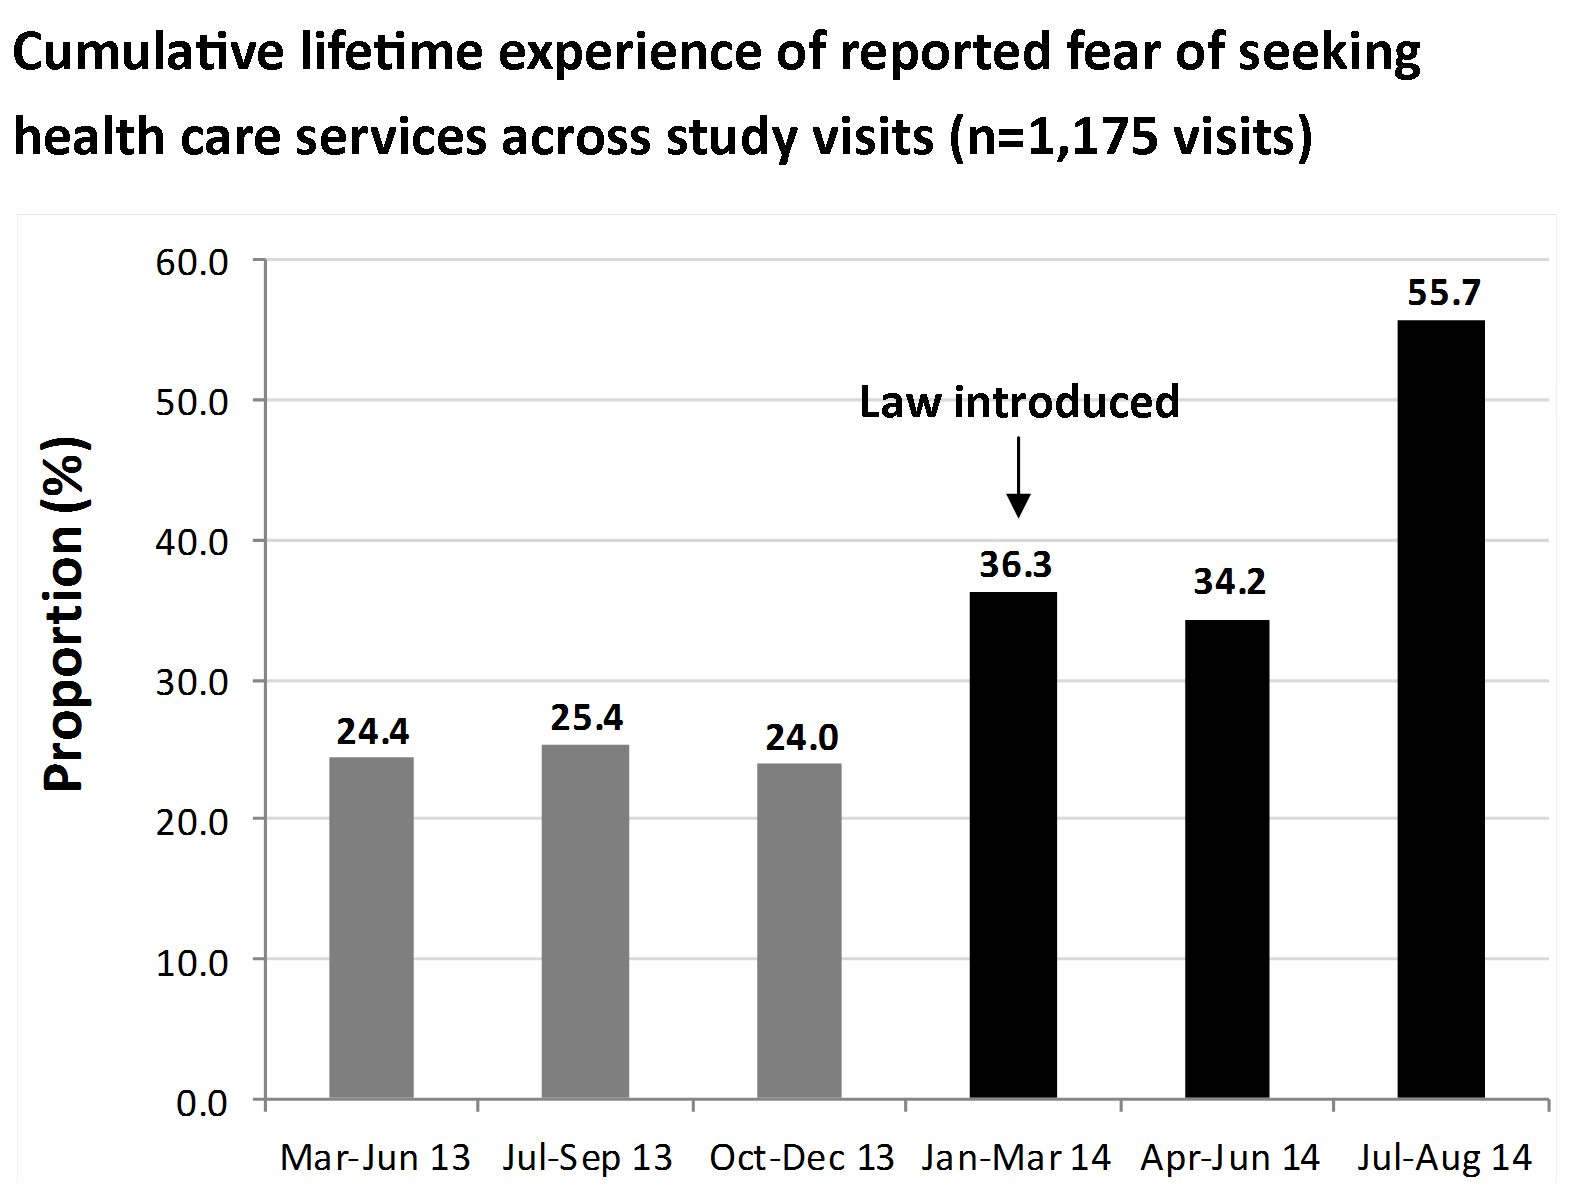 Cumulative lifetime experience of reported fear of seeking
health care services across study visits (n=1,175 visits)
Proportion (%)
60.0
50.0
40.0
30.0
20.0
10.0
0.0
24.4
25.4
24.0
Law introduced
36.3
34.2
55.7
Mar-Jun 13
Jul-Sep 13
Oct-Dec 13
Jan-Mar 14
Apr-Jun 14
Jul-Aug 14